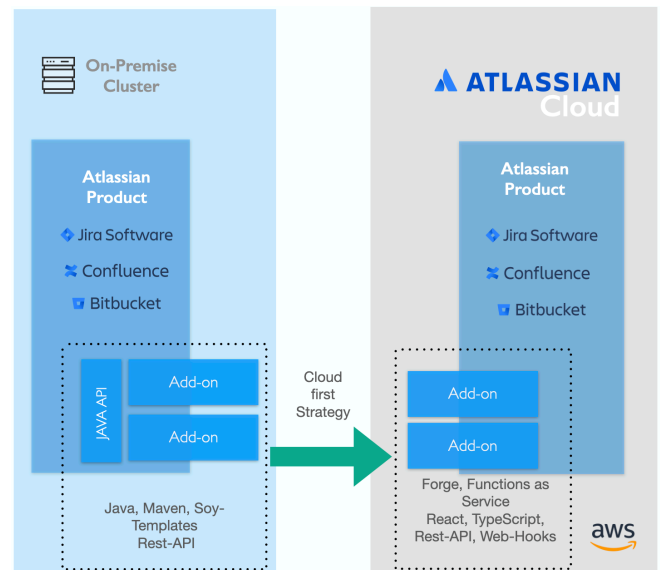 On-Premise
Cluster
Atlassian
Product
Jira Software
Confluence
Bitbucket
JAVA API
Add-on
Add-on
Java, Maven, Soy-
Templates
Rest-API
Cloud
first
Strategy
ATLASSIAN
Cloud
Atlassian
Product
Jira Software
Confluence
Bitbucket
Add-on
Add-on
Forge, Functions as
Service
React, TypeScript,
Rest-API, Web-Hooks
aws